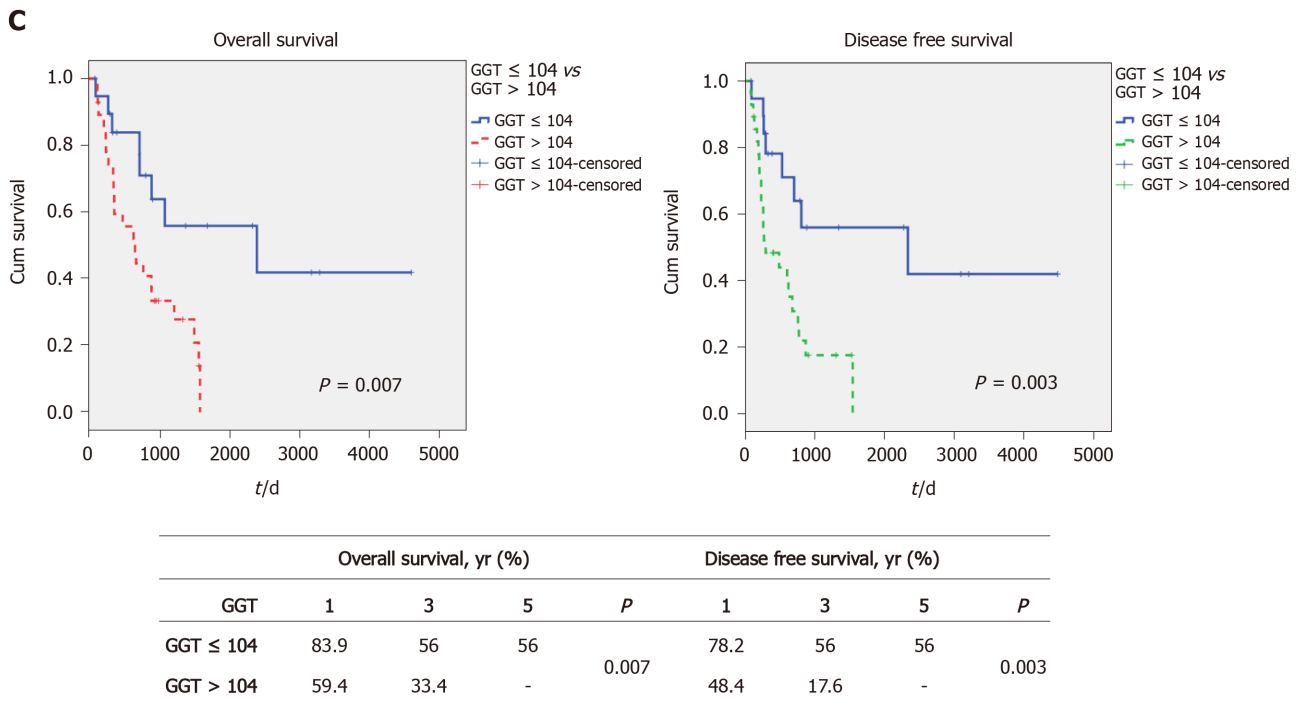 C
Overall survival
1.0
0.8
0.6
0.4
0.2
0.0
Cum survival
0
1000
2000
3000
4000
5000
t/d
P = 0.007
GGT ≤ 104 vs
GGT > 104
GGT ≤ 104
GGT > 104
GGT ≤ 104-censored
GGT > 104-censored
Disease free survival
1.0
0.8
0.6
0.4
0.2
0.0
Cum survival
0
1000
2000
3000
4000
5000
t/d
P = 0.003
GGT ≤ 104 vs
GGT > 104
GGT ≤ 104
GGT > 104
GGT ≤ 104-censored
GGT > 104-censored
Overall survival, yr (%) Disease free survival, yr (%)
GGT 1 3 5 P 1 3 5 P
GGT ≤ 104 83.9 56 56 78.2 56 56
0.007 0.003
GGT > 104 59.4 33.4 - 48.4 17.6 -